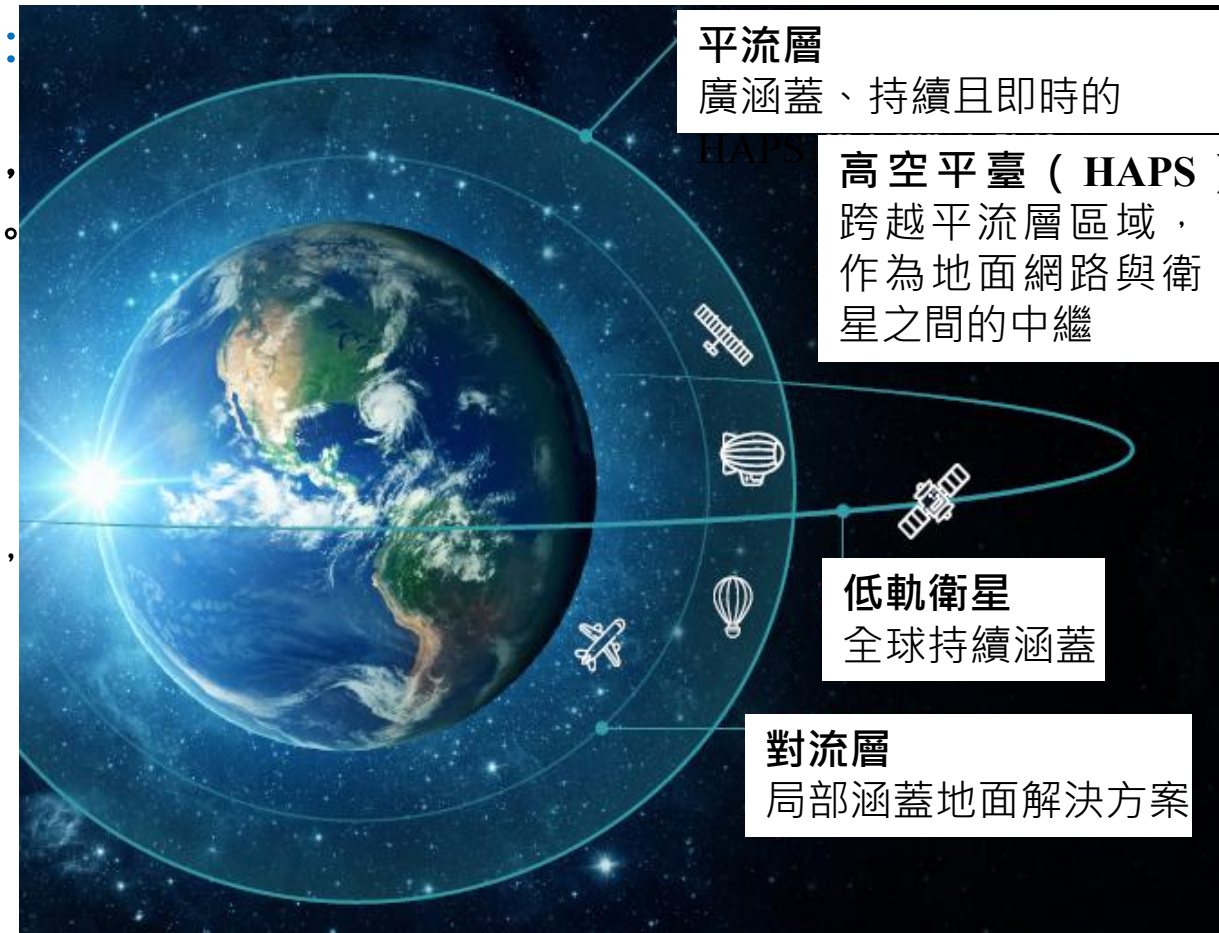 :
平流層
廣涵蓋、持續且即時的
HAPS
，
高空平臺（HAPS）
。
跨越平流層區域，
作為地面網路與衛
星之間的中繼
，
低軌衛星
全球持續涵蓋
對流層
局部涵蓋地面解決方案